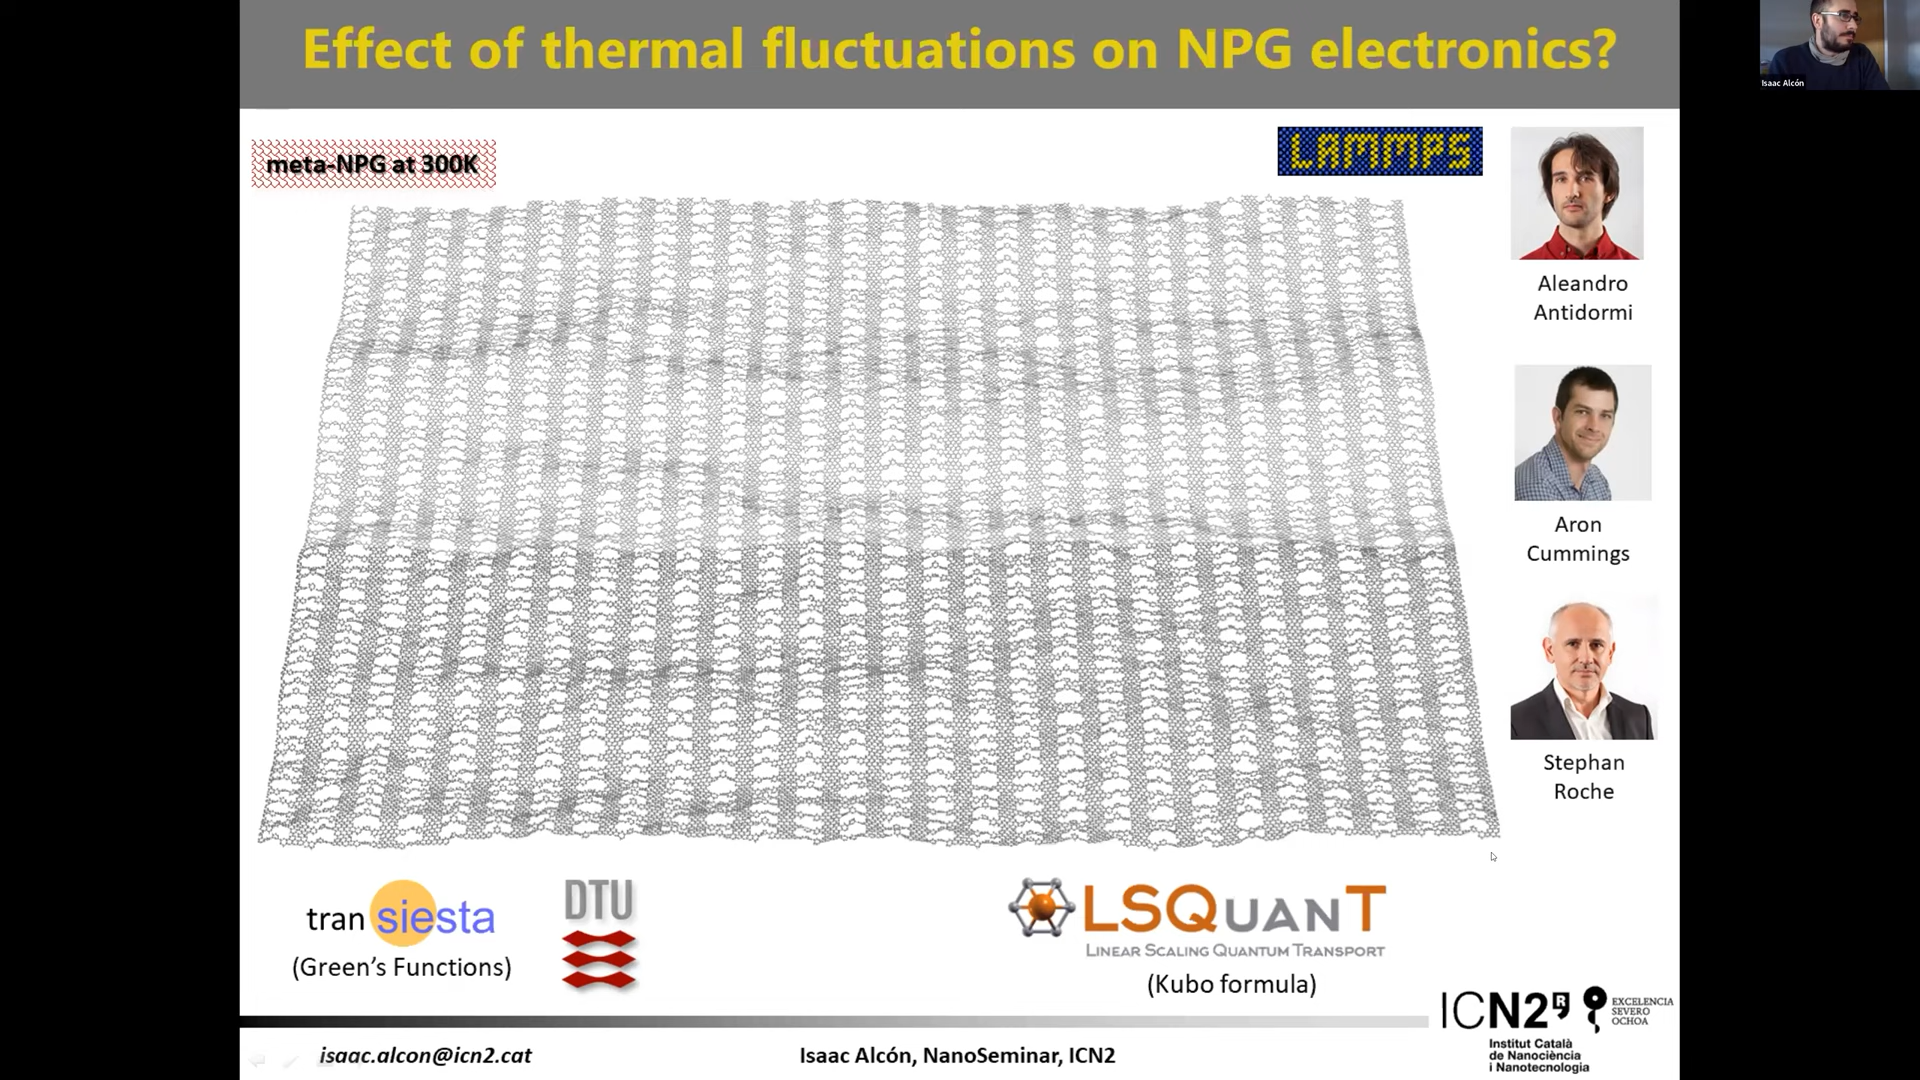 Effect of thermal fluctuations on NPG electronics?
Isaac Alcón
meta-NPG at 300K
LAMMPS
Aleandro
Antidormi
Aron
Cummings
Stephan
Roche
tran siesta
(Green's Functions)
DTU
LSQUANT
LINEAR SCALING QUANTUM TRANSPORT
(Kubo formula)
ICN2
EXCELENCIA
SEVERO
OCHOA
Institut Català
de Nanociència
i Nanotecnologia
isaac.alcon@icn2.cat
Isaac Alcón, NanoSeminar, ICN2